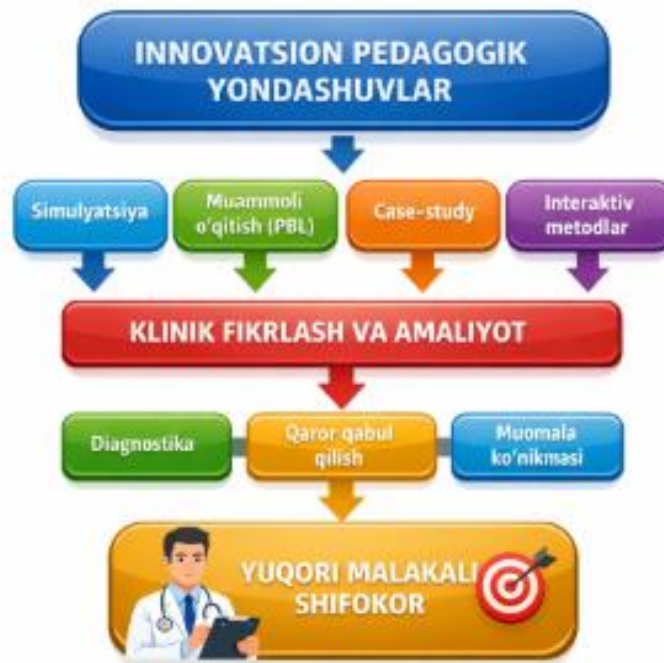 INNOVATSION PEDAGOGIK
YONDASHUVLAR
Simulyatsiya
Muammoli
o'qitish (PBL)
Case-study
Interaktiv
metodlar
KLINIK FIKRLASH VA AMALIYOT
Diagnostika
Qaror qabul
qilish
Muomala
ko'nikmasi
YUQORI MALAKALI
SHIFOKOR